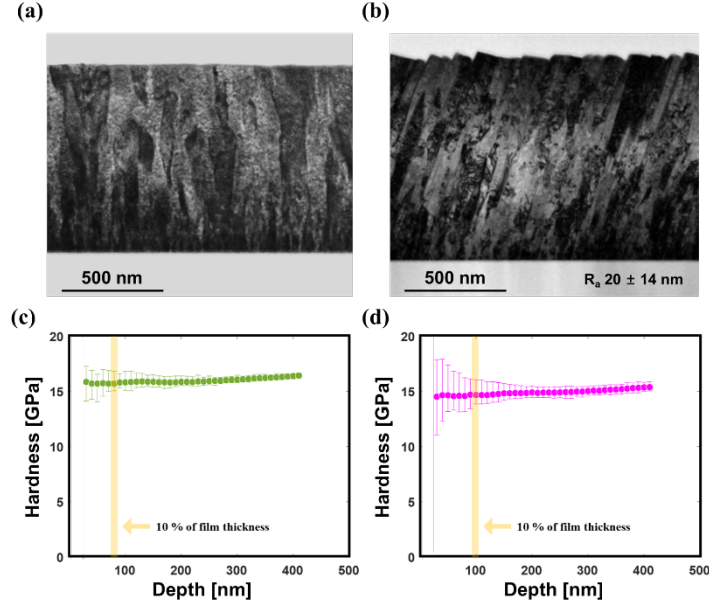 (a)
(b)
500 nm
500 nm
Ra 20 ± 14 nm
(c)
(d)
20
15
10
5
0
Hardness [GPa]
10 % of film thickness
100
200
300
400
500
Depth [nm]
20
15
10
5
0
Hardness [GPa]
10 % of film thickness
100
200
300
400
500
Depth [nm]